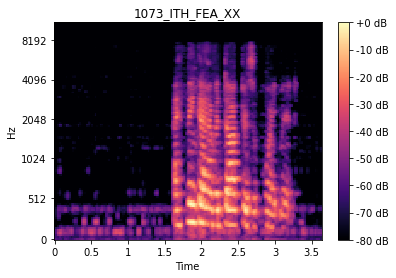 1073_ITH_FEA_XX
+0 dB
8192
-10 dB
4096
-20 dB
-30 dB
2048
Hz
-40 dB
1024
-50 dB
512
-60 dB
-70 dB
0
-80 dB
0 0.5 1 1.5 2 2.5 3 3.5
Time